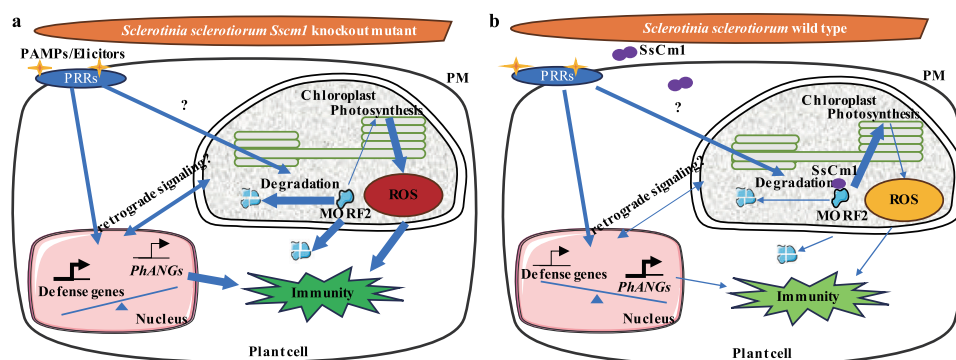 a
Sclerotinia sclerotiorum Sscm1 knockout mutant
PAMPs/Elicitors
PRRs
PM
?
Chloroplast
Photosynthesis
retrograde signaling?
Degradation
MORF2
ROS
PhANGs
Defense genes
Nucleus
Immunity
Plant cell
b
Sclerotinia sclerotiorum wild type
SsCm1
PRRs
PM
?
Chloroplast
Photosynthesis
retrograde signaling?
SsCm1
Degradation
MORF2
ROS
Defense genes
PhANGs
Nucleus
Immunity
Plant cell